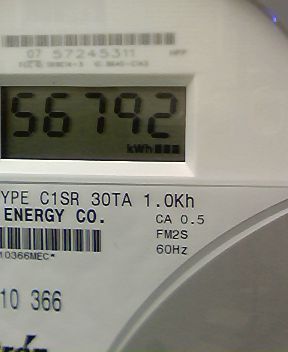 07 57245311
56792
kWh
YPE C1SR 30TA 1.0Kh
ENERGY CO.
CA 0.5
FM2S
60Hz
10366MEC*
10 366